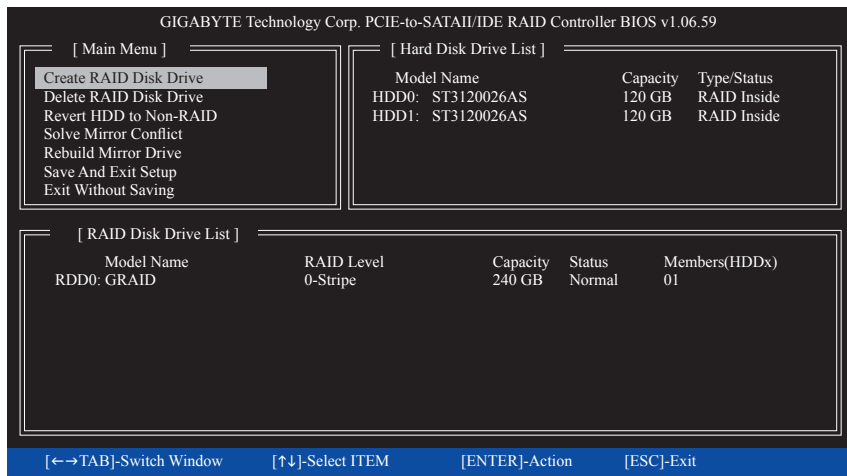 GIGABYTE Technology Corp. PCIE-to-SATAII/IDE RAID Controller BIOS v1.06.59
[ Main Menu ]
Create RAID Disk Drive
Delete RAID Disk Drive
Revert HDD to Non-RAID
Solve Mirror Conflict
Rebuild Mirror Drive
Save And Exit Setup
Exit Without Saving
[ Hard Disk Drive List ]
Model Name Capacity Type/Status
HDD0: ST3120026AS 120 GB RAID Inside
HDD1: ST3120026AS 120 GB RAID Inside
[ RAID Disk Drive List ]
Model Name RAID Level Capacity Status Members(HDDx)
RDD0: GRAID 0-Stripe 240 GB Normal 01
[←→TAB]-Switch Window [↑↓]-Select ITEM [ENTER]-Action [ESC]-Exit